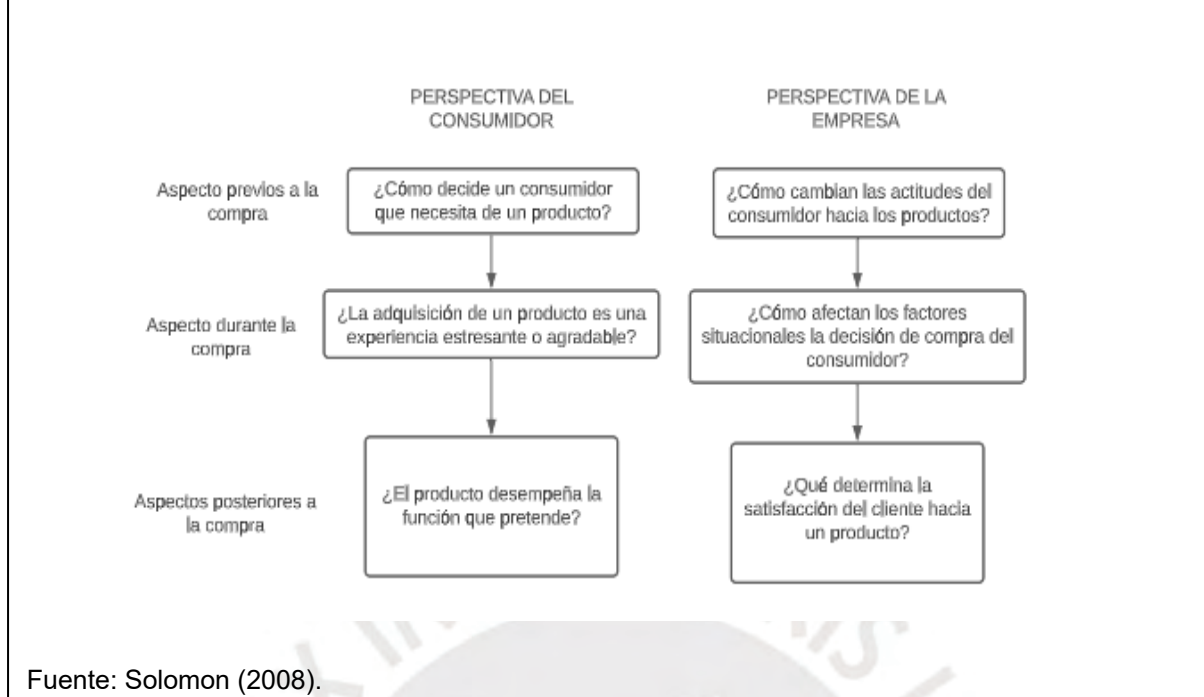 PERSPECTIVA DEL
CONSUMIDOR
PERSPECTIVA DE LA
EMPRESA
Aspecto previos a la
compra
¿Cómo decide un consumidor
que necesita de un producto?
¿Cómo cambian las actitudes del
consumidor hacia los productos?
Aspecto durante la
compra
¿La adquisición de un producto es una
experiencia estresante o agradable?
¿Cómo afectan los factores
situacionales la decisión de compra del
consumidor?
Aspectos posteriores a
la compra
¿El producto desempeña la
función que pretende?
¿Qué determina la
satisfacción del cliente hacia
un producto?
Fuente: Solomon (2008).